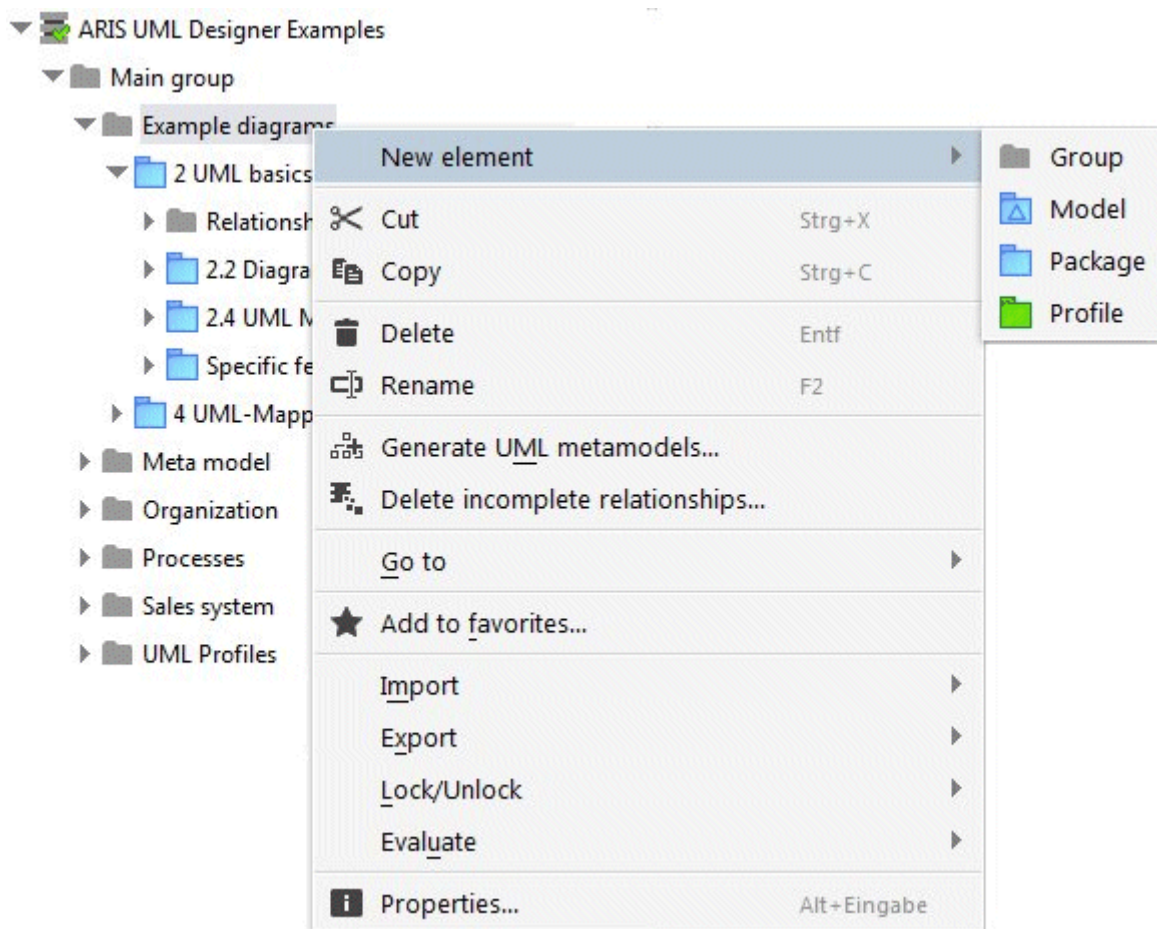 ARIS UML Designer Examples
Main group
Example diagrams
2 UML basics
Relationsh
2.2 Diagra
2.4 UML M
Specific fe
4 UML-Mapp
Meta model
Organization
Processes
Sales system
UML Profiles
New element
Cut Strg+X
Copy Strg+C
Delete Entf
Rename F2
Generate UML metamodels...
Delete incomplete relationships...
Go to
Add to favorites...
Import
Export
Lock/Unlock
Evaluate
Properties... Alt+Eingabe
Group
Model
Package
Profile